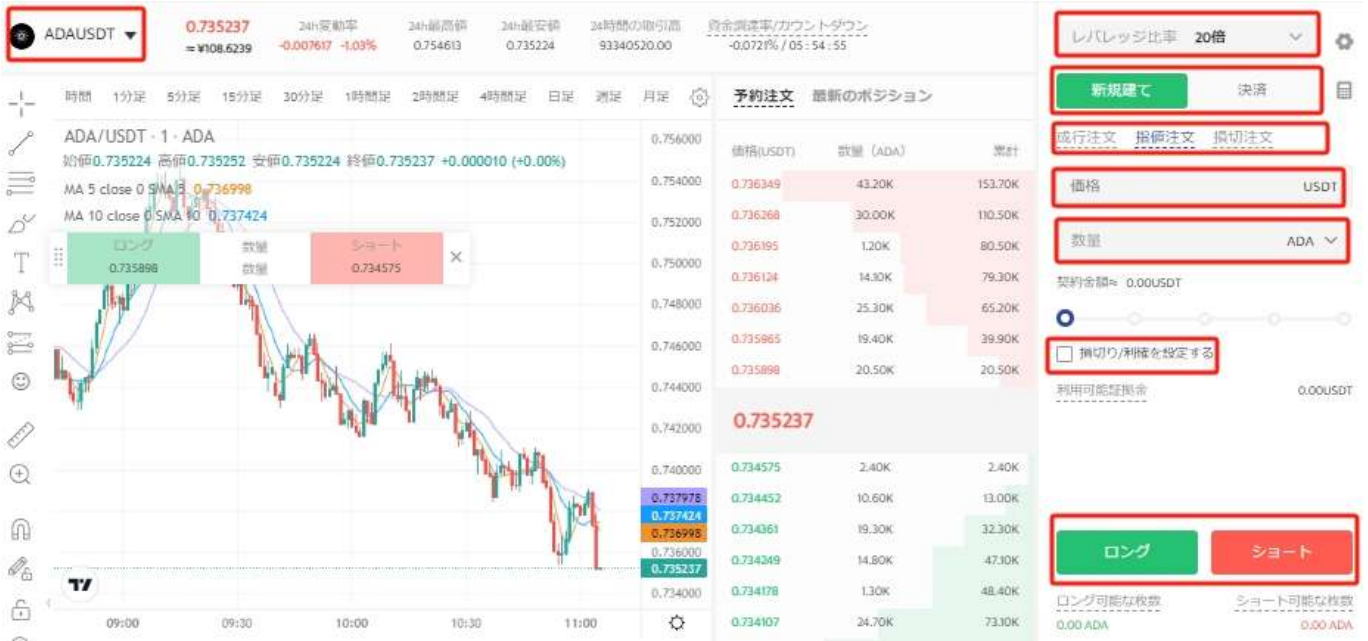 ADAUSDT
0.735237
≈ ¥108.6239
24h変動率
-0.007617 -1.03%
24h最高値
0.754613
24h最安値
0.735224
24時間の取引高
93340520.00
資金調達率/カウントダウン
-0.0721% / 05 : 54 : 55
時間 1分足 5分足 15分足 30分足 1時間足 2時間足 4時間足 日足 週足 月足
ADA/USDT · 1 · ADA
始値0.735224 高値0.735252 安値0.735224 終値0.735237 +0.000010 (+0.00%)
MA 5 close 0 SMA 5 0.736998
MA 10 close 0 SMA 10 0.737424
ロング
0.735898
数量
数量
ショート
0.734575
0.756000
0.754000
0.752000
0.750000
0.748000
0.746000
0.744000
0.742000
0.740000
0.737978
0.737424
0.736998
0.736000
0.735237
0.734000
09:00 09:30 10:00 10:30 11:00
予約注文 最新のポジション
価格(USDT) 数量 (ADA) 累計
0.736349 43.20K 153.70K
0.736268 30.00K 110.50K
0.736195 1.20K 80.50K
0.736124 14.10K 79.30K
0.736036 25.30K 65.20K
0.735965 19.40K 39.90K
0.735898 20.50K 20.50K
0.735237
0.734575 2.40K 2.40K
0.734452 10.60K 13.00K
0.734361 19.30K 32.30K
0.734249 14.80K 47.10K
0.734178 1.30K 48.40K
0.734107 24.70K 73.10K
レバレッジ比率 20倍
新規建て 決済
成行注文 指値注文 損切注文
価格 USDT
数量 ADA
契約金額≈ 0.00USDT
損切り/利確を設定する
利用可能証拠金 0.00USDT
ロング ショート
ロング可能な枚数 ショート可能な枚数
0.00 ADA 0.00 ADA